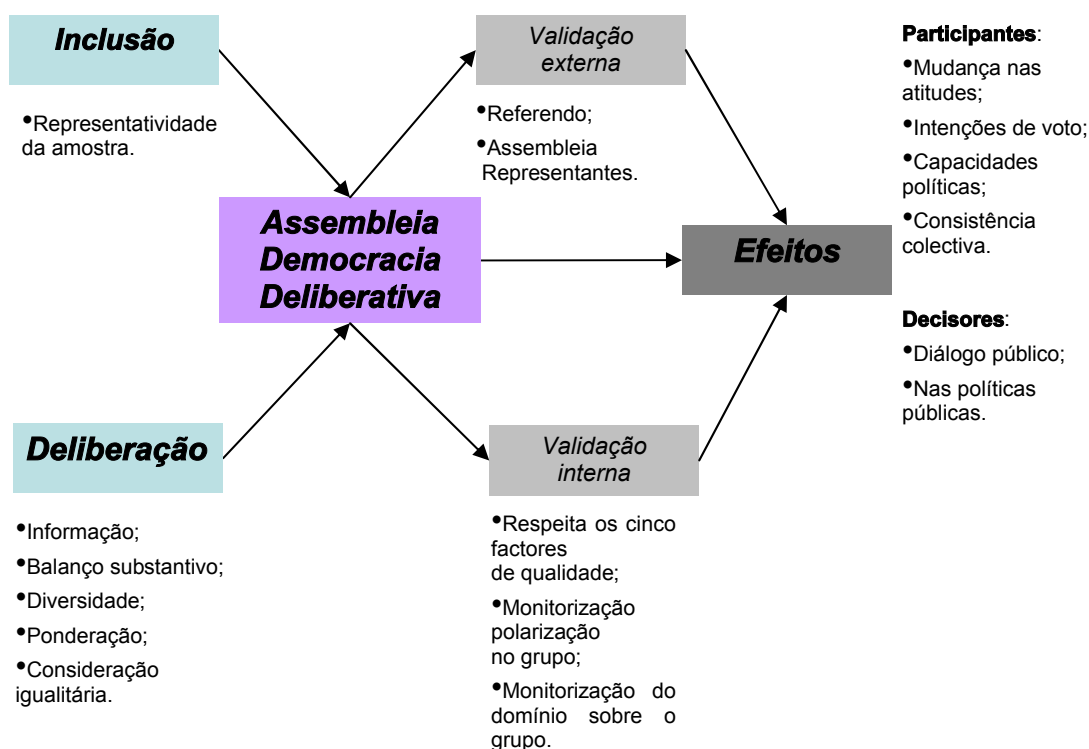 Inclusão
•Representatividade
da amostra.
Validação
externa
•Referendo;
•Assembleia
Representantes.
Assembleia
Democracia
Deliberativa
Efeitos
Participantes:
•Mudança nas
atitudes;
•Intenções de voto;
•Capacidades
políticas;
•Consistência
colectiva.
Decisores:
•Diálogo público;
•Nas políticas
públicas.
Deliberação
•Informação;
•Balanço substantivo;
•Diversidade;
•Ponderação;
•Consideração
igualitária.
Validação
interna
•Respeita os cinco
factores
de qualidade;
•Monitorização
polarização
no grupo;
•Monitorização do
domínio sobre o
grupo.